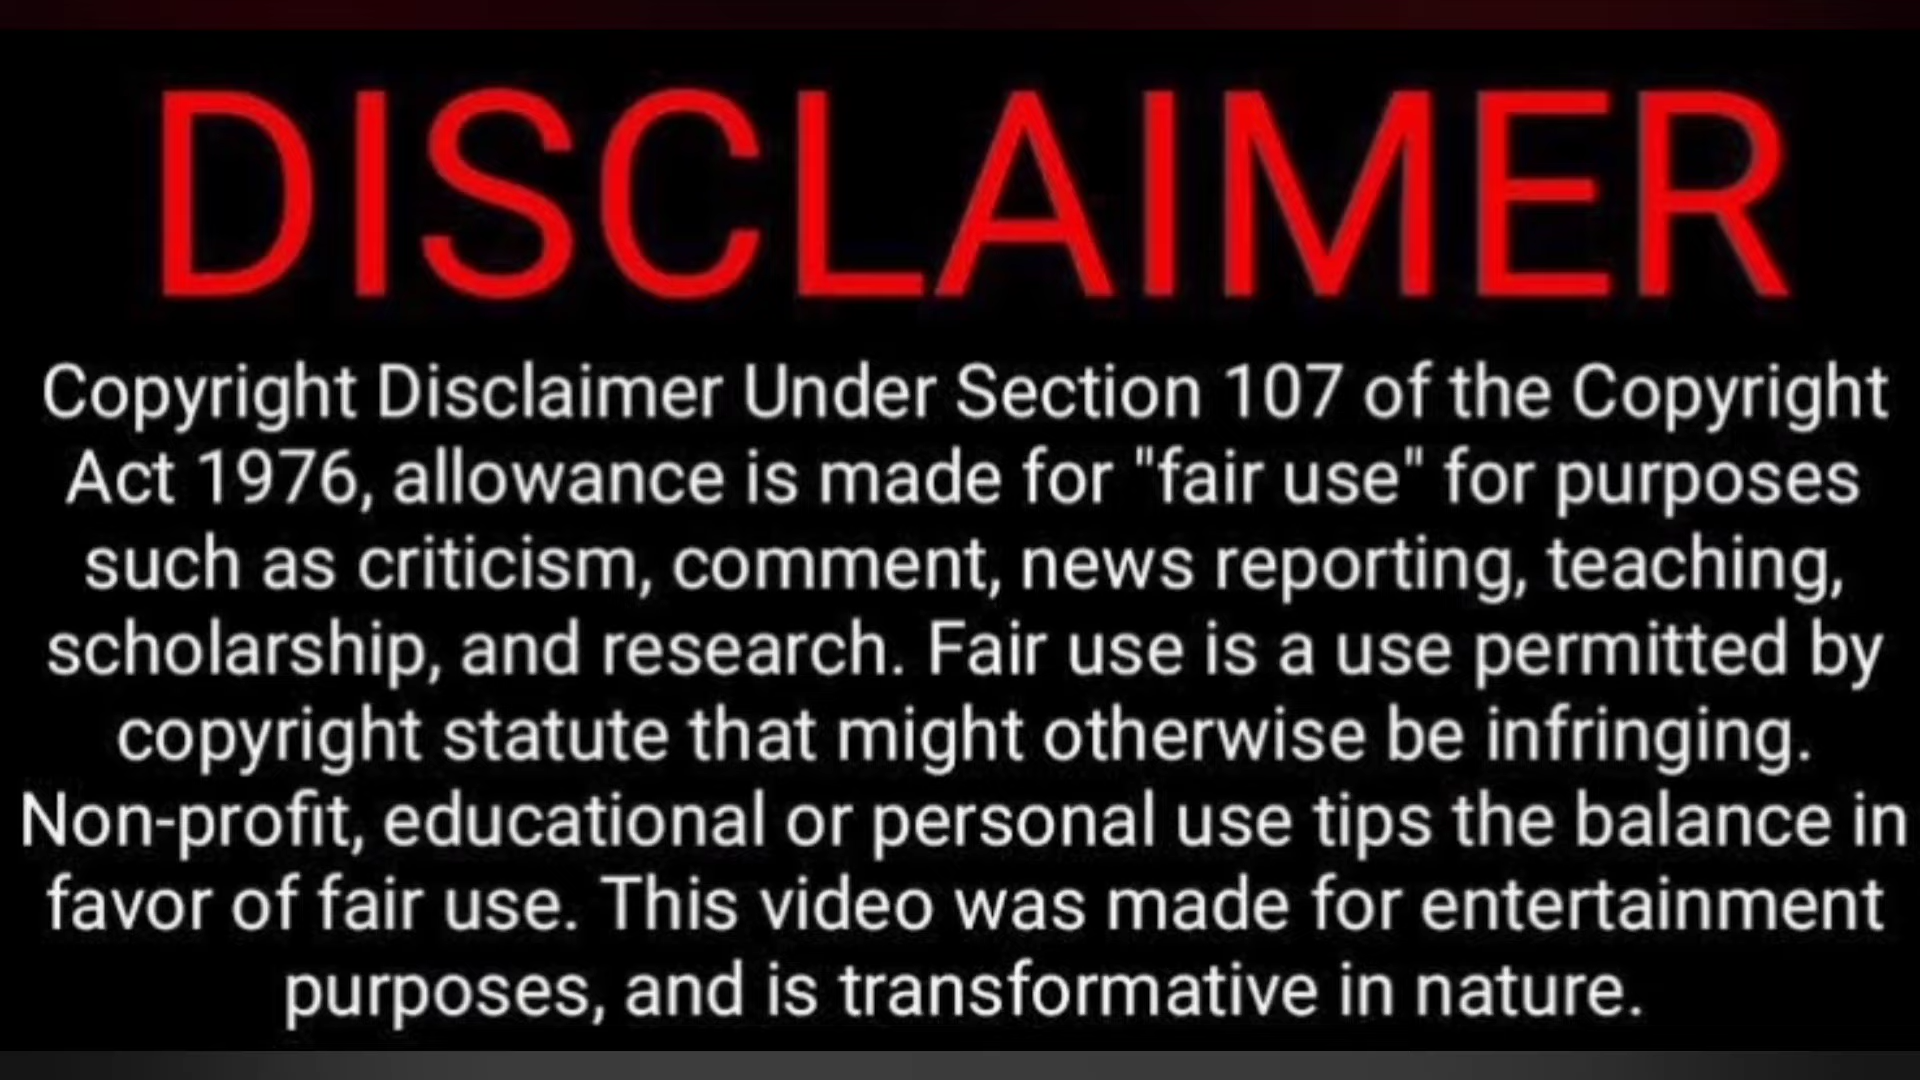 DISCLAIMER
Copyright Disclaimer Under Section 107 of the Copyright
Act 1976, allowance is made for "fair use" for purposes
such as criticism, comment, news reporting, teaching,
scholarship, and research. Fair use is a use permitted by
copyright statute that might otherwise be infringing.
Non-profit, educational or personal use tips the balance in
favor of fair use. This video was made for entertainment
purposes, and is transformative in nature.